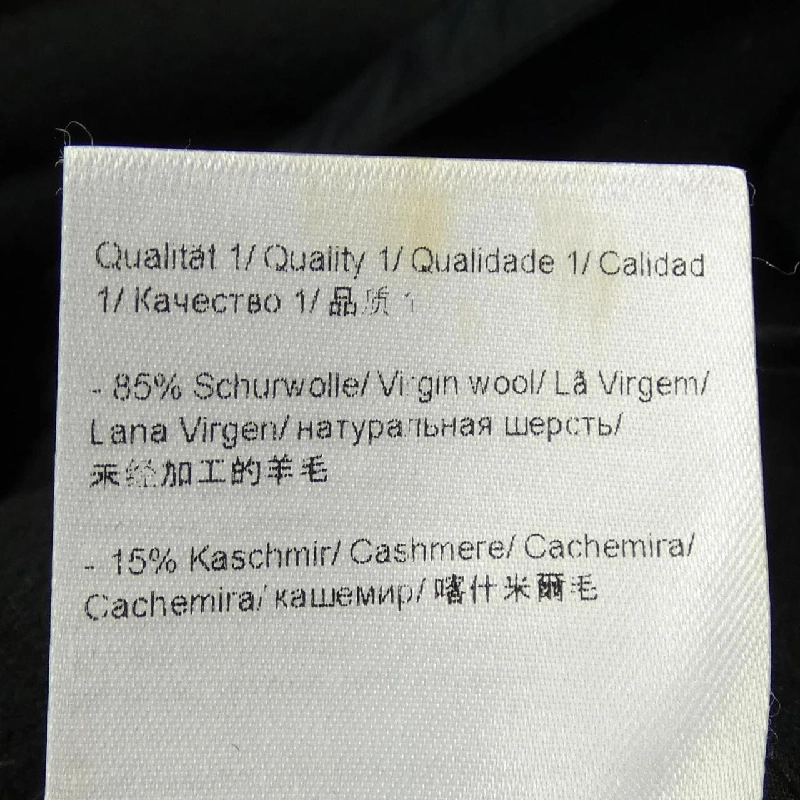 Qualität 1/ Quality 1/ Qualidade 1/ Calidad
1/ Качество 1/ 品质 1
- 85% Schurwolle/ Virgin wool/ Lã Virgem/
Lana Virgen/ натуральная шерсть/
未经加工的羊毛
- 15% Kaschmir/ Cashmere/ Cachemira/
Cachemira/ кашемир/ 喀什米爾毛